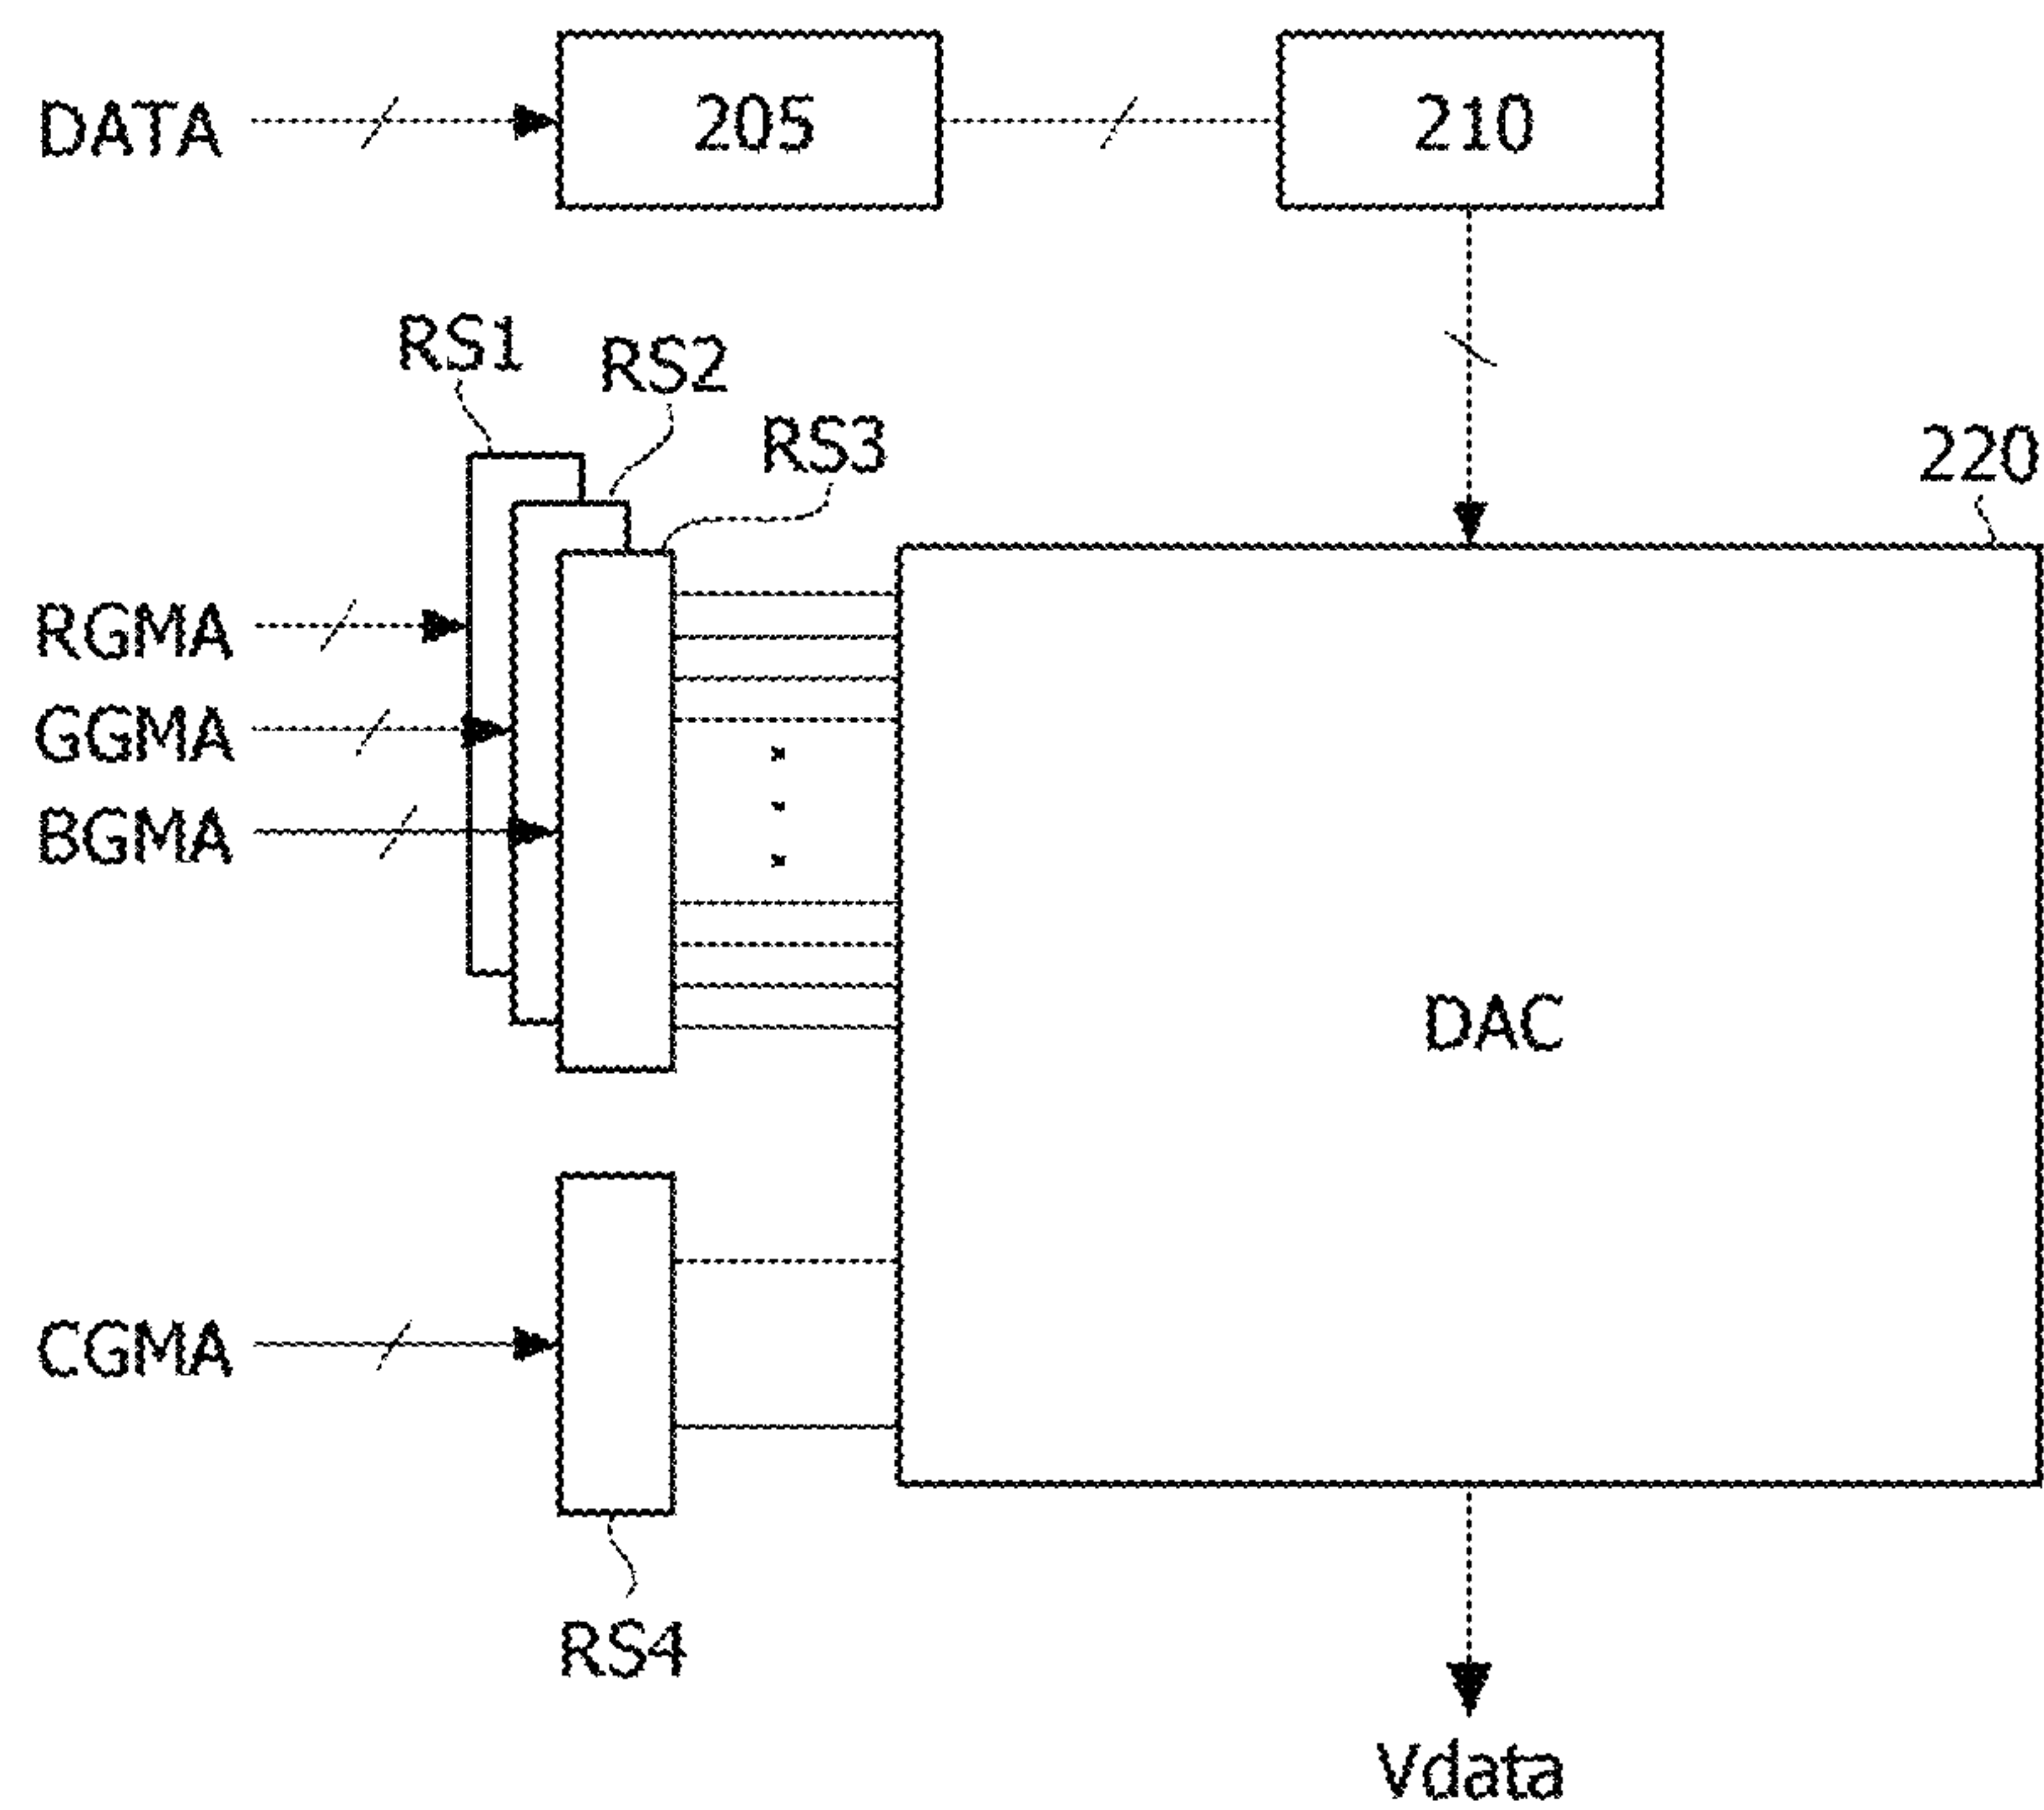 DATA
205
210
RS1
RS2
RS3
220
RGMA
GGMA
BGMA
DAC
CGMA
RS4
Vdata